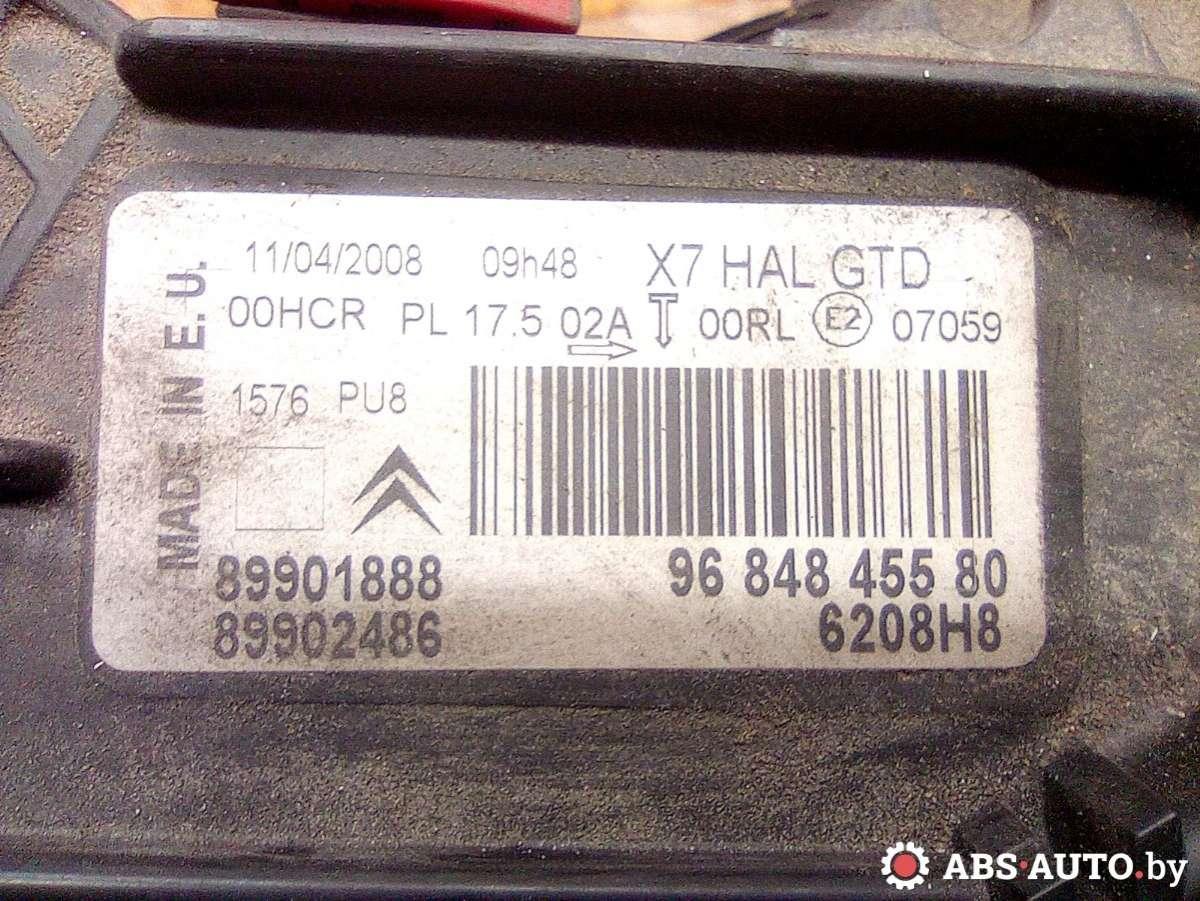 11/04/2008 09h48 X7 HAL GTD
00HCR PL 17.5 02A 00RL E2 07059
1576 PU8
MADE IN E.U.
89901888 96 848 455 80
89902486 6208H8
ABS·AUTO.by